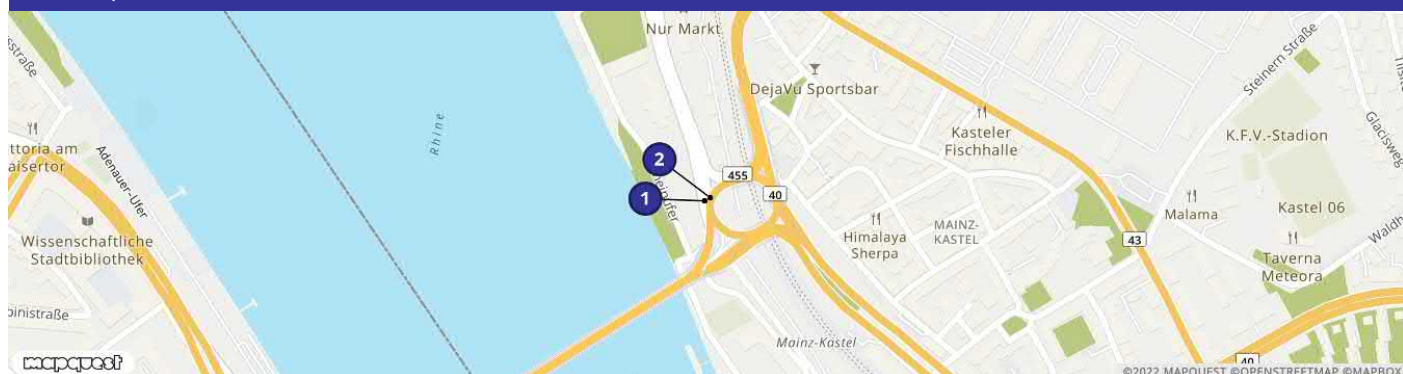 Nur Markt
DejaVu Sportsbar
Steinern Straße
Glacisweg
Kasteler
Fischhalle
K.F.V.-Stadion
Rhine
ttoria am
aisertor
Adenauer-Ufer
2
1
455
40
Wissenschaftliche
Stadtbibliothek
Himalaya
Sherpa
MAINZ-
KASTEL
Malama
Kastel 06
43
Taverna
Meteora
Mainz-Kastel
40
mapquest
©2022 MAPQUEST ©OPENSTREETMAP ©MAPBOX